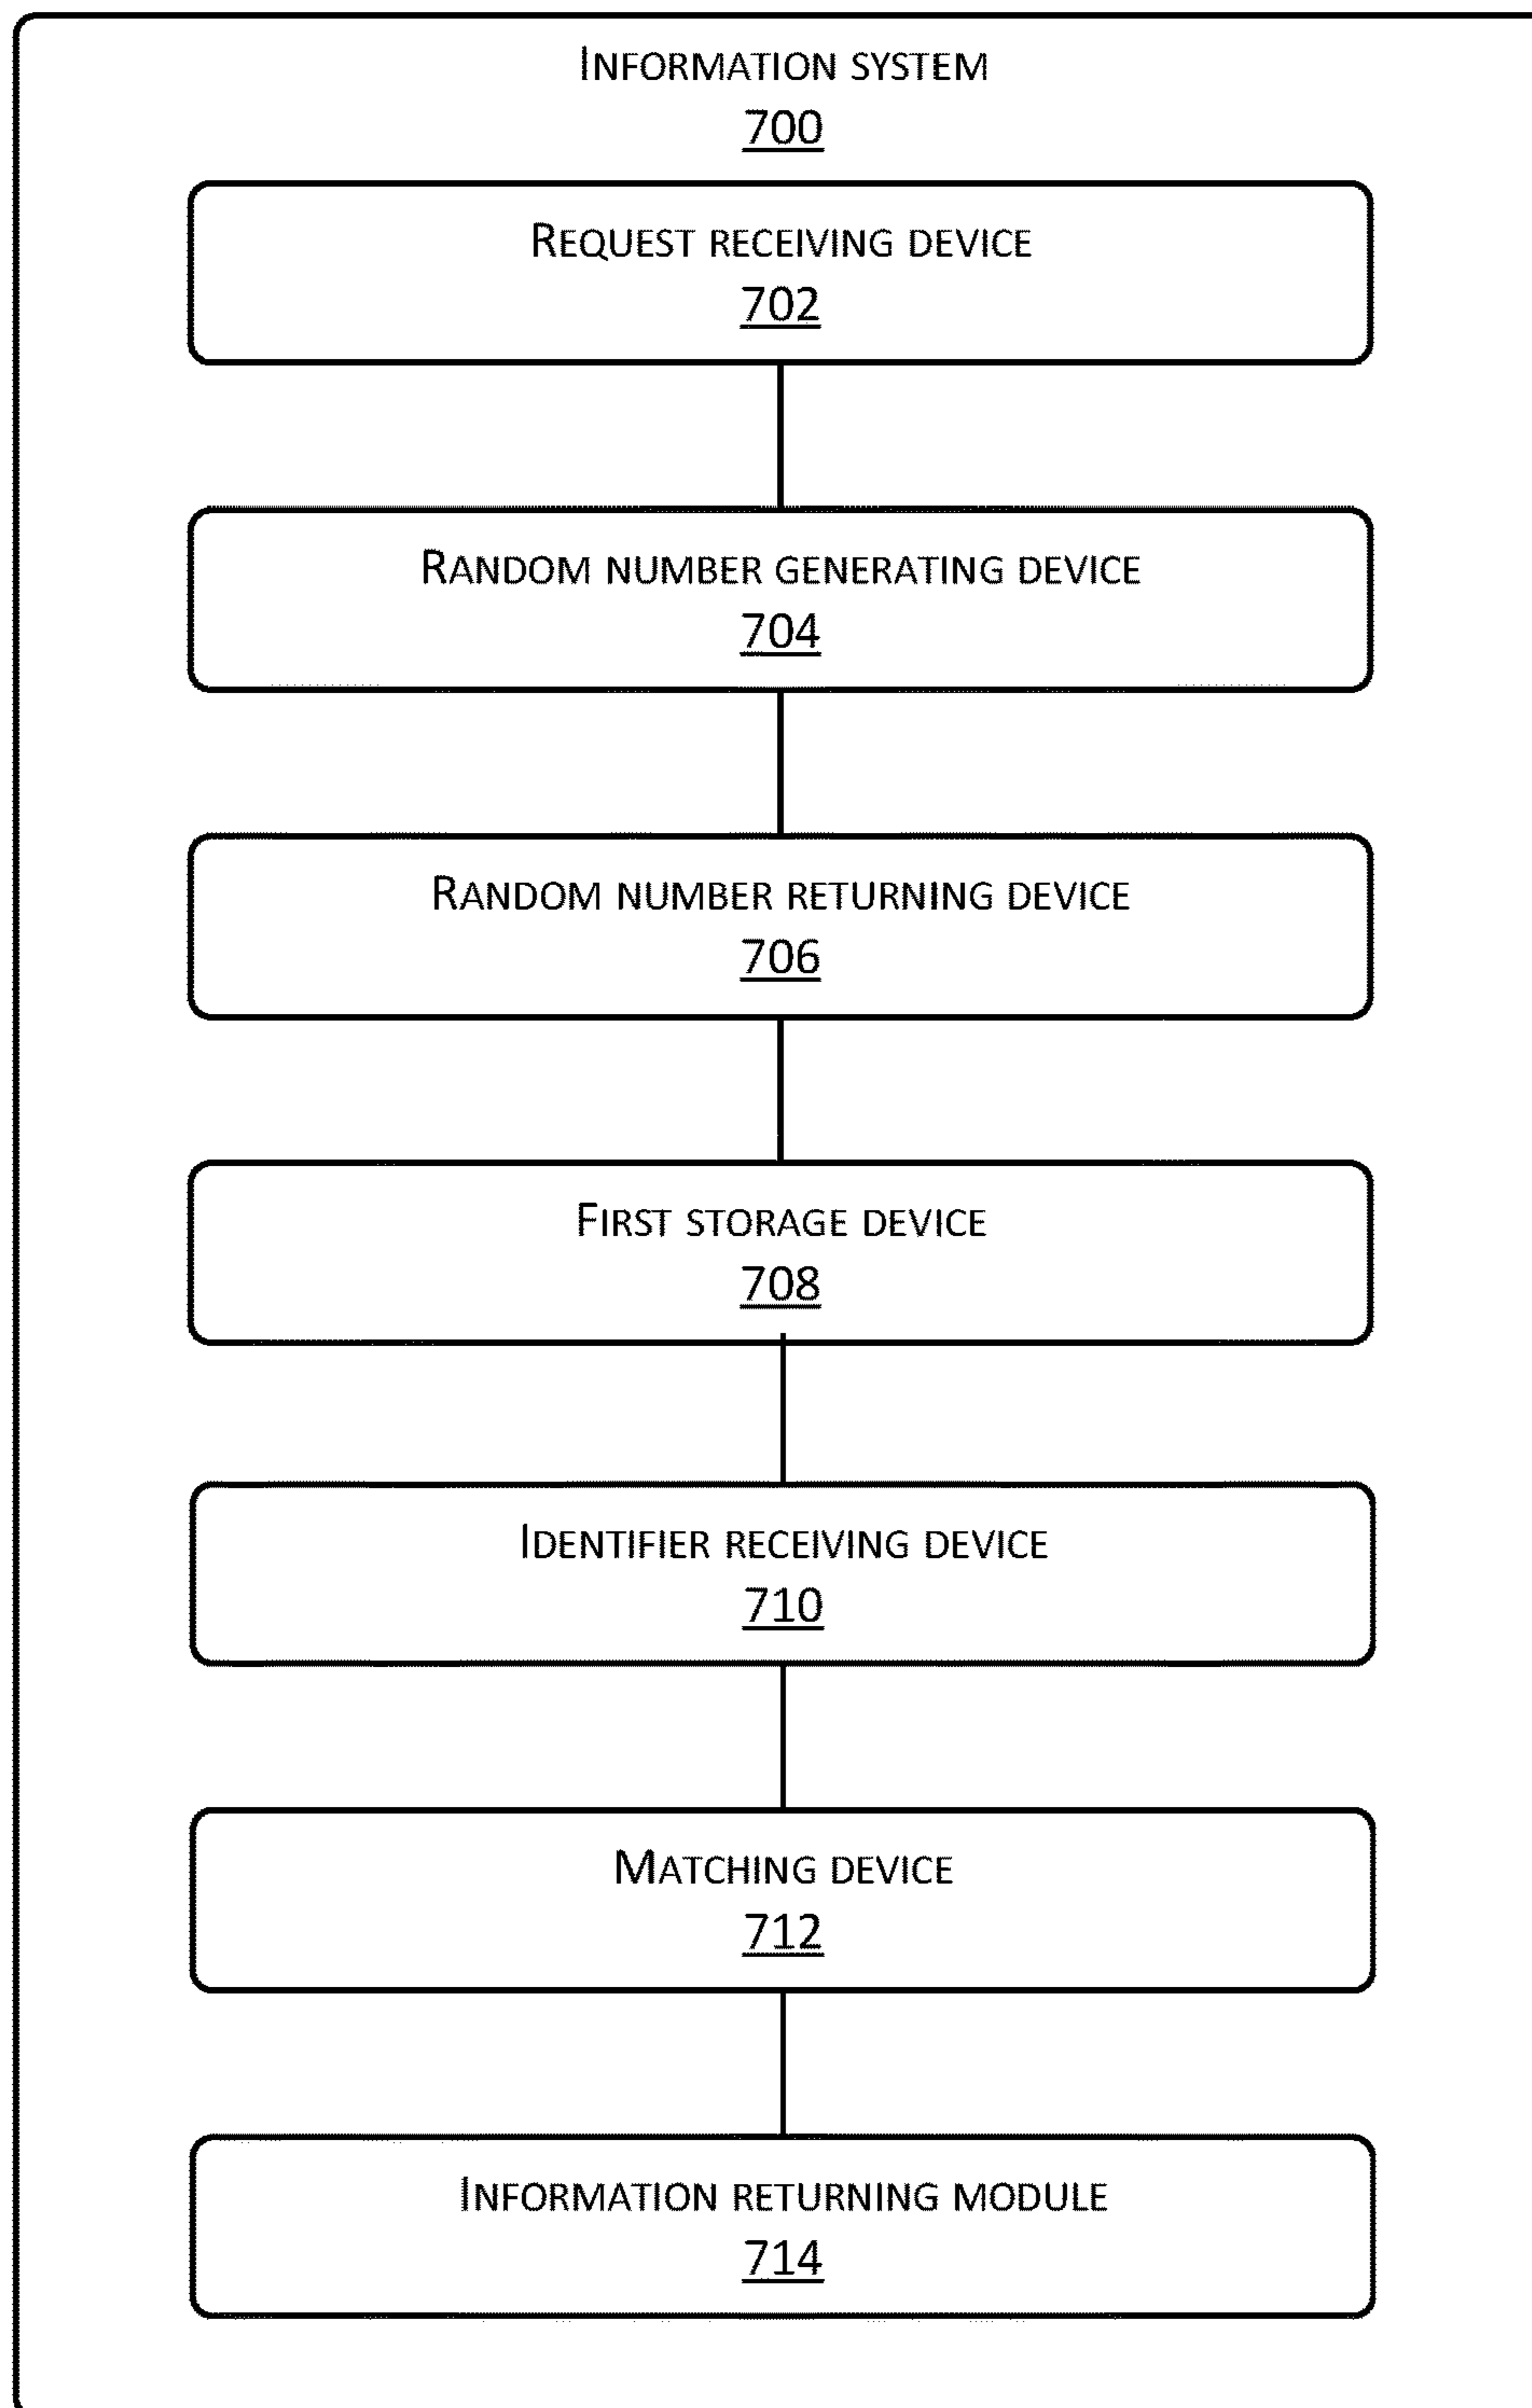 INFORMATION SYSTEM
700
REQUEST RECEIVING DEVICE
702
RANDOM NUMBER GENERATING DEVICE
704
RANDOM NUMBER RETURNING DEVICE
706
FIRST STORAGE DEVICE
708
IDENTIFIER RECEIVING DEVICE
710
MATCHING DEVICE
712
INFORMATION RETURNING MODULE
714